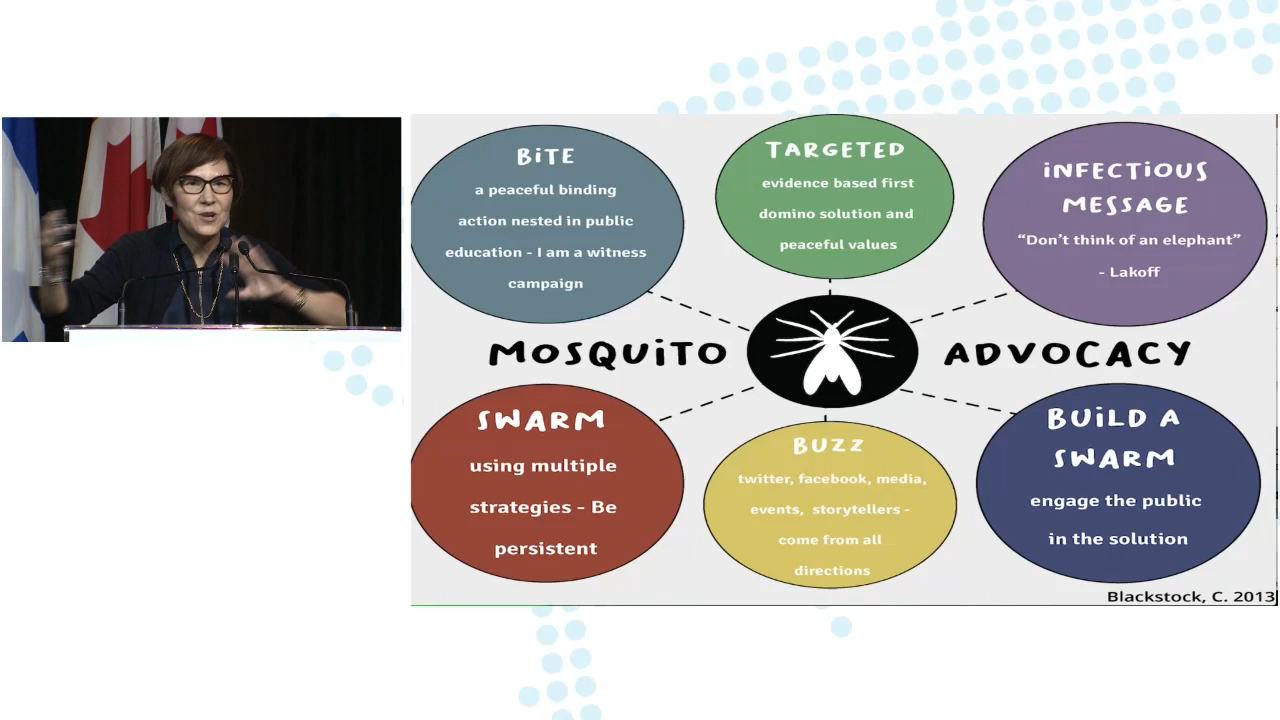 BiTE
a peaceful binding
action nested in public
education - I am a witness
campaign
TARGETED
evidence based first
domino solution and
peaceful values
iNFECTiOUS
MESSAGE
“Don’t think of an elephant”
- Lakoff
MOSQUiTO ADVOCACY
SWARM
using multiple
strategies - Be
persistent
BUZZ
twitter, facebook, media,
events, storytellers -
come from all
directions
BUiLD A
SWARM
engage the public
in the solution
Blackstock, C. 2013